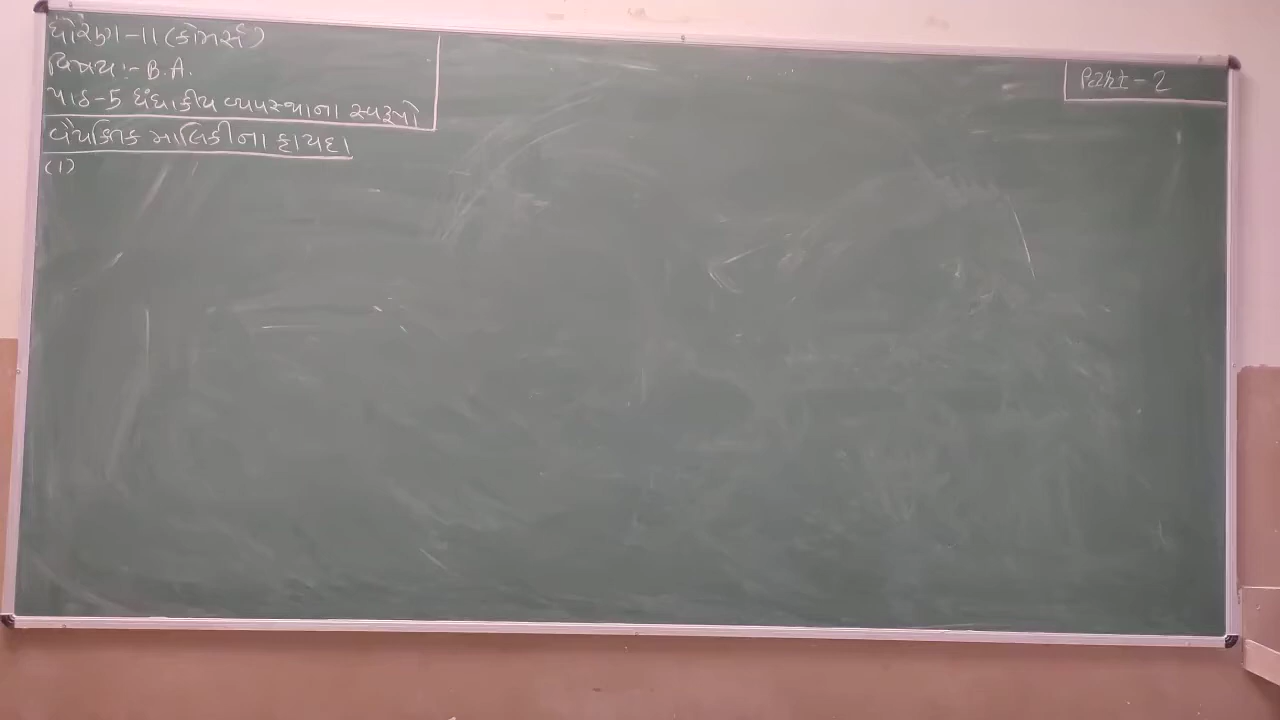 ધોરણ-11 (કોમર્સ)
વિષય:- B.A.
પાઠ-5 ધંધાકીય વ્યવસ્થાના સ્વરૂપો
Part-2
વૈયક્તિક માલિકીના ફાયદા
(1)